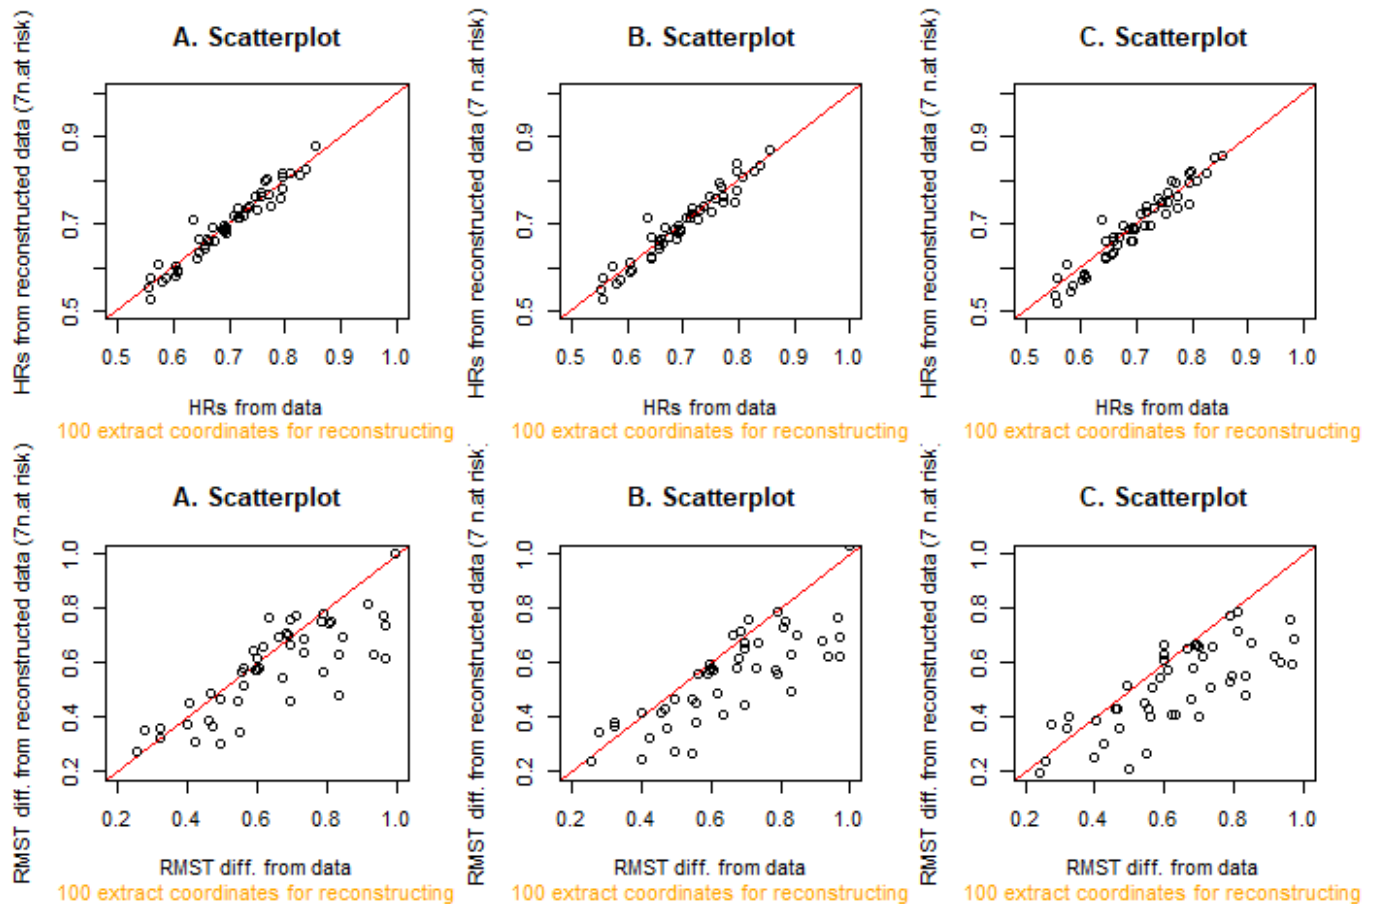 A. Scatterplot
HRs from reconstructed data (7n.at risk)
0.9
0.7
0.5
0.5 0.6 0.7 0.8 0.9 1.0
HRs from data
100 extract coordinates for reconstructing
B. Scatterplot
HRs from reconstructed data (7 n.at risk)
0.9
0.7
0.5
0.5 0.6 0.7 0.8 0.9 1.0
HRs from data
100 extract coordinates for reconstructing
C. Scatterplot
HRs from reconstructed data (7 n.at risk)
0.9
0.7
0.5
0.5 0.6 0.7 0.8 0.9 1.0
HRs from data
100 extract coordinates for reconstructing
A. Scatterplot
RMST diff. from reconstructed data (7n.at risk)
1.0
0.8
0.6
0.4
0.2
0.2 0.4 0.6 0.8 1.0
RMST diff. from data
100 extract coordinates for reconstructing
B. Scatterplot
RMST diff. from reconstructed data (7 n.at risk)
1.0
0.8
0.6
0.4
0.2
0.2 0.4 0.6 0.8 1.0
RMST diff. from data
100 extract coordinates for reconstructing
C. Scatterplot
RMST diff. from reconstructed data (7 n.at risk)
1.0
0.8
0.6
0.4
0.2
0.2 0.4 0.6 0.8 1.0
RMST diff. from data
100 extract coordinates for reconstructing